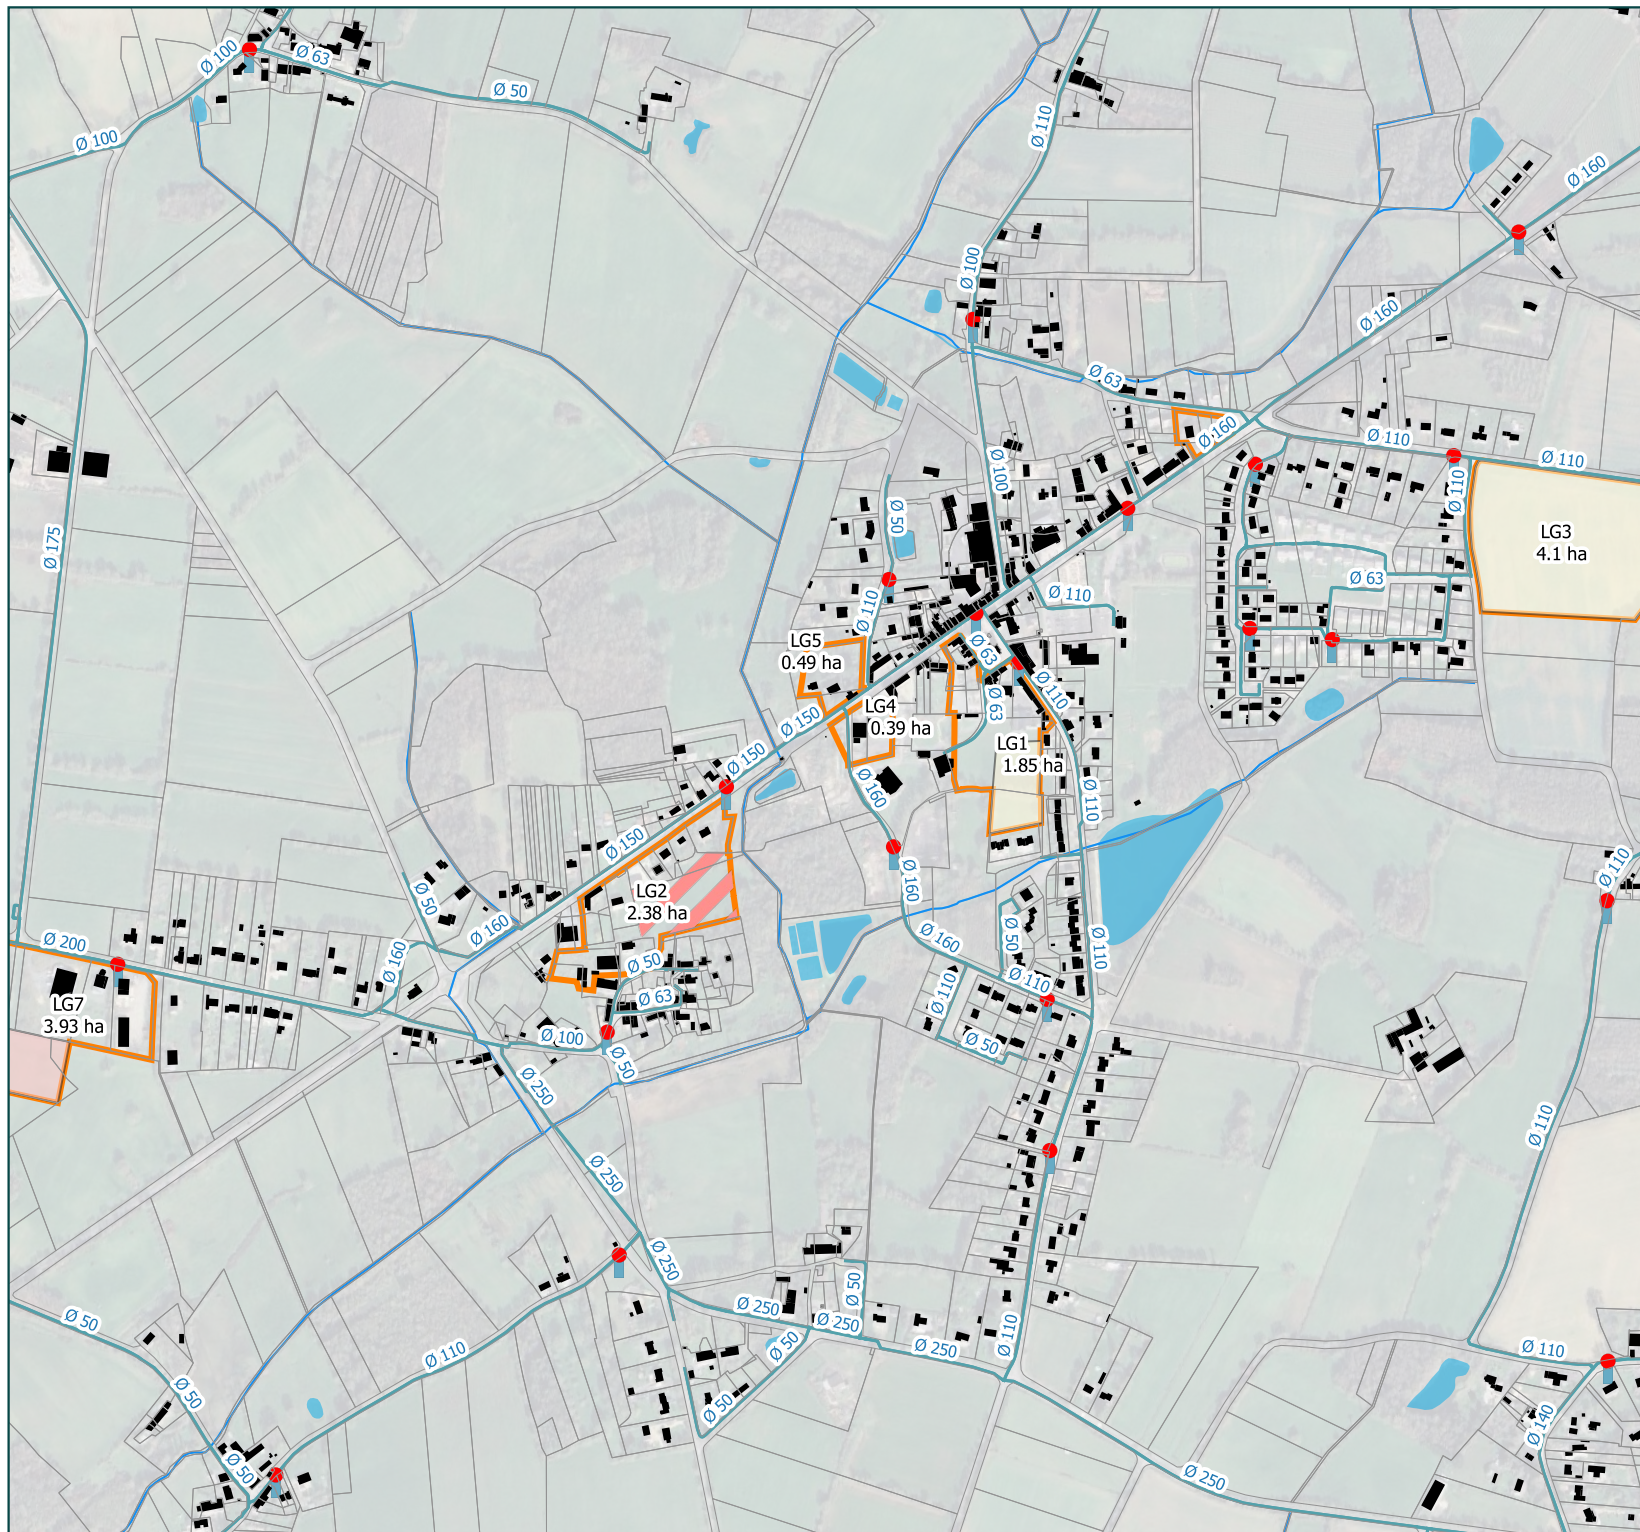 Ø 100
Ø 63
Ø 50
Ø 100
Ø 110
Ø 160
Ø 100
Ø 160
Ø 63
Ø 160
Ø 110
Ø 110
Ø 100
Ø 110
Ø 50
Ø 175
LG3
4.1 ha
Ø 63
Ø 110
Ø 110
LG5
0.49 ha
Ø 63
Ø 110
Ø 63
LG4
0.39 ha
Ø 150
LG1
1.85 ha
Ø 150
Ø 160
Ø 110
Ø 150
Ø 110
Ø 160
LG2
2.38 ha
Ø 50
Ø 160
Ø 200
Ø 160
Ø 160
Ø 50
Ø 110
Ø 50
Ø 110
Ø 110
Ø 63
LG7
3.93 ha
Ø 100
Ø 50
Ø 50
Ø 250
Ø 110
Ø 250
Ø 250
Ø 50
Ø 250
Ø 250
Ø 50
Ø 110
Ø 50
Ø 250
Ø 110
Ø 110
Ø 50
Ø 50
Ø 140
Ø 50
Ø 250